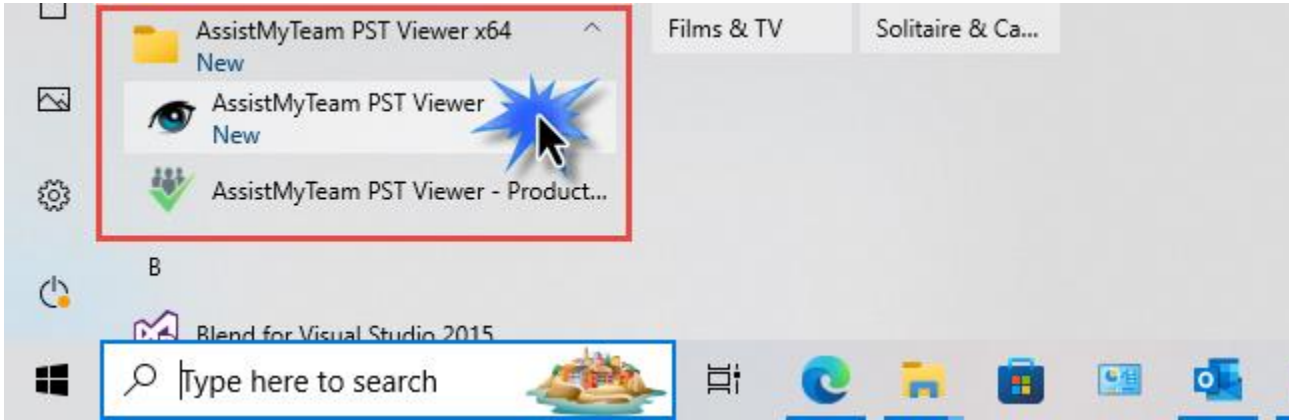 AssistMyTeam PST Viewer x64
New
AssistMyTeam PST Viewer
New
AssistMyTeam PST Viewer - Product...
B
Blend for Visual Studio 2015
Films & TV
Solitaire & Ca...
Type here to search